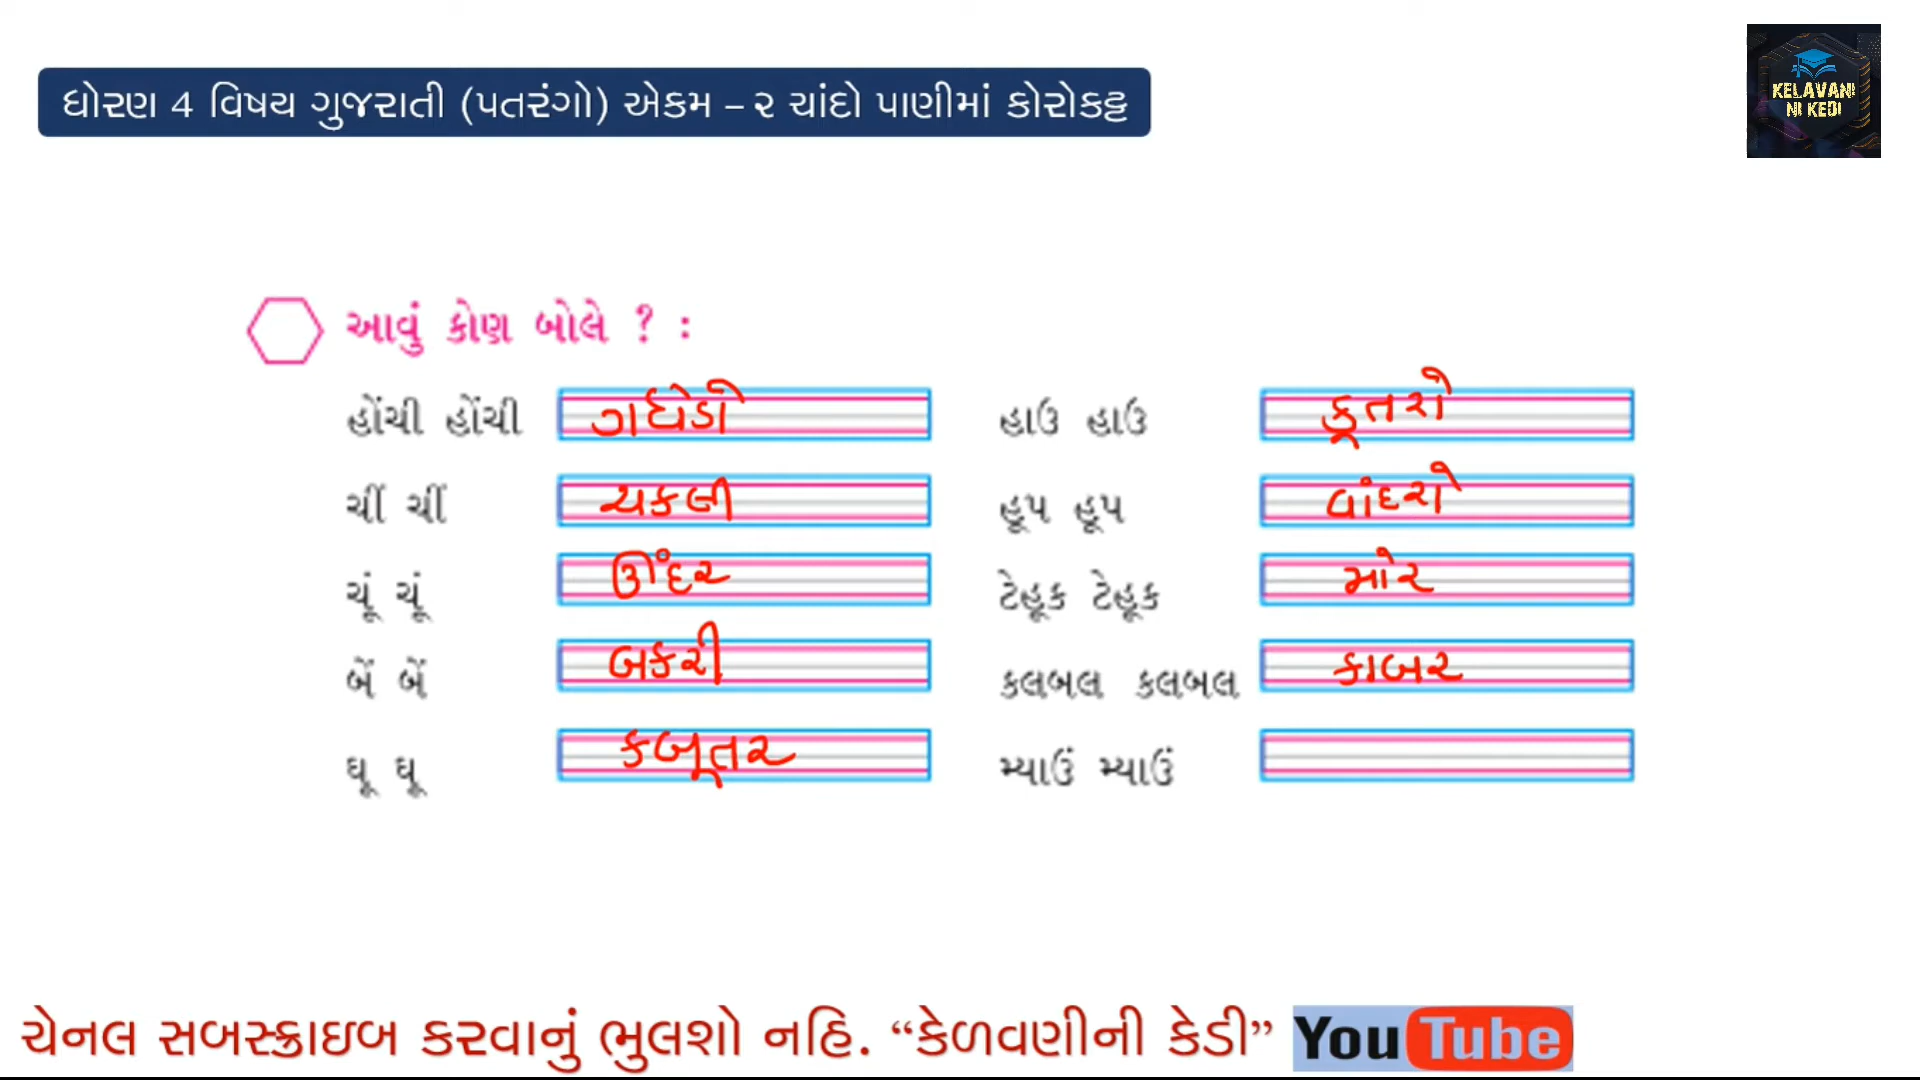 ધોરણ 4 વિષય ગુજરાતી (પતરંગો) એકમ – ૨ ચાંદો પાણીમાં કોરોકટ્ટ
KELAVANI
NI KEDI
આવું કોણ બોલે ? :
હોંચી હોંચી ગધેડો હાઉ હાઉ કૂતરો
ચીં ચીં ચકલી હૂપ હૂપ વાંદરો
ચૂં ચૂં ઊંદર ટેહૂક ટેહૂક મોર
બેં બેં બકરી કલબલ કલબલ કાબર
ઘૂ ઘૂ કબૂતર મ્યાઉં મ્યાઉં
ચેનલ સબસ્ક્રાઇબ કરવાનું ભુલશો નહિ. “કેળવણીની કેડી” YouTube